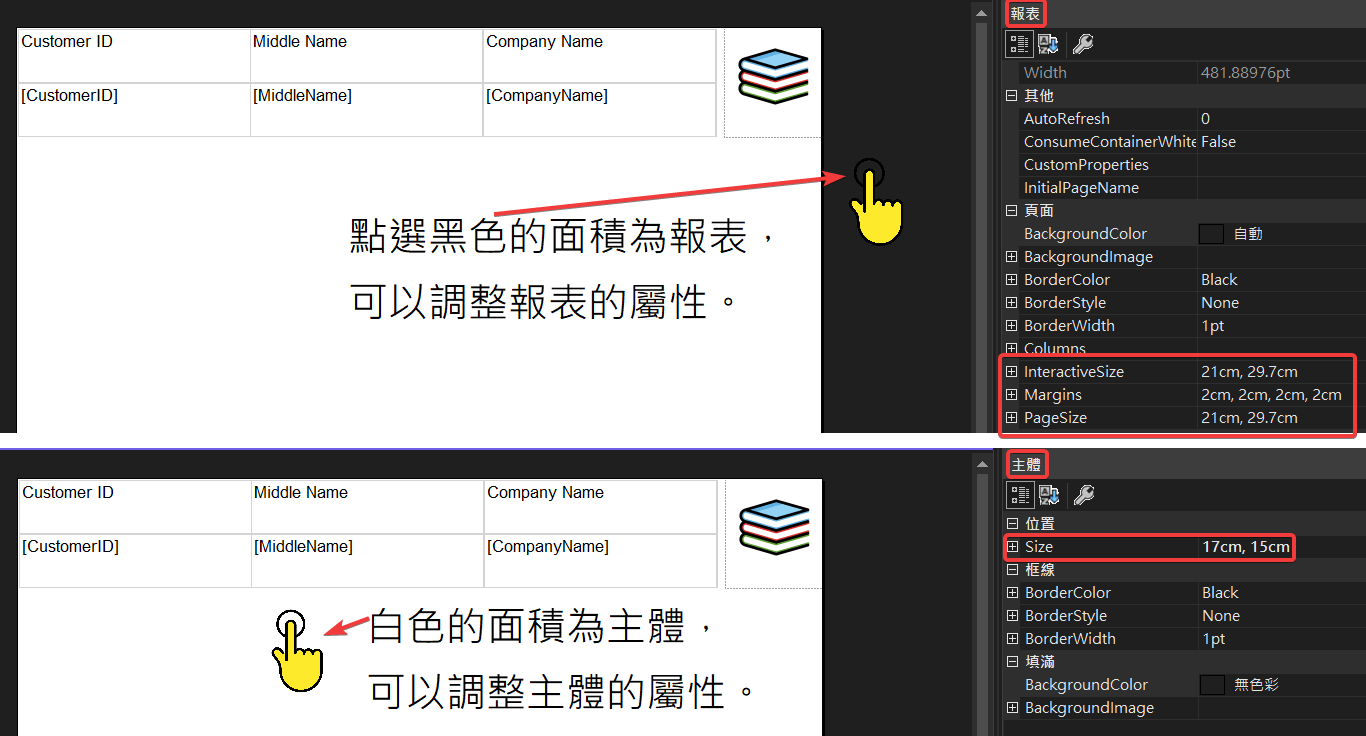 Customer ID
Middle Name
Company Name
[CustomerID]
[MiddleName]
[CompanyName]
點選黑色的面積為報表，
可以調整報表的屬性。
報表
Width 481.88976pt
其他
AutoRefresh 0
ConsumeContainerWhite False
CustomProperties
InitialPageName
頁面
BackgroundColor 自動
BackgroundImage
BorderColor Black
BorderStyle None
BorderWidth 1pt
Columns
InteractiveSize 21cm, 29.7cm
Margins 2cm, 2cm, 2cm, 2cm
PageSize 21cm, 29.7cm
Customer ID
Middle Name
Company Name
[CustomerID]
[MiddleName]
[CompanyName]
白色的面積為主體，
可以調整主體的屬性。
主體
位置
Size 17cm, 15cm
框線
BorderColor Black
BorderStyle None
BorderWidth 1pt
填滿
BackgroundColor 無色彩
BackgroundImage